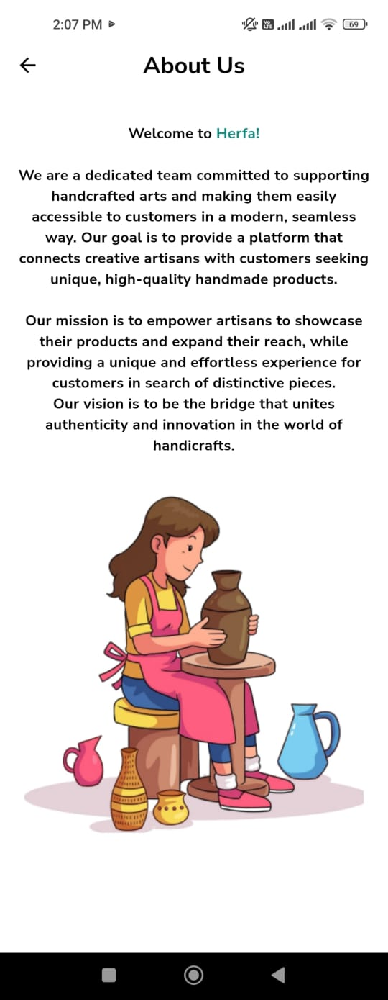 2:07 PM
VO LTE
69
About Us
Welcome to Herfa!
We are a dedicated team committed to supporting
handcrafted arts and making them easily
accessible to customers in a modern, seamless
way. Our goal is to provide a platform that
connects creative artisans with customers seeking
unique, high-quality handmade products.
Our mission is to empower artisans to showcase
their products and expand their reach, while
providing a unique and effortless experience for
customers in search of distinctive pieces.
Our vision is to be the bridge that unites
authenticity and innovation in the world of
handicrafts.